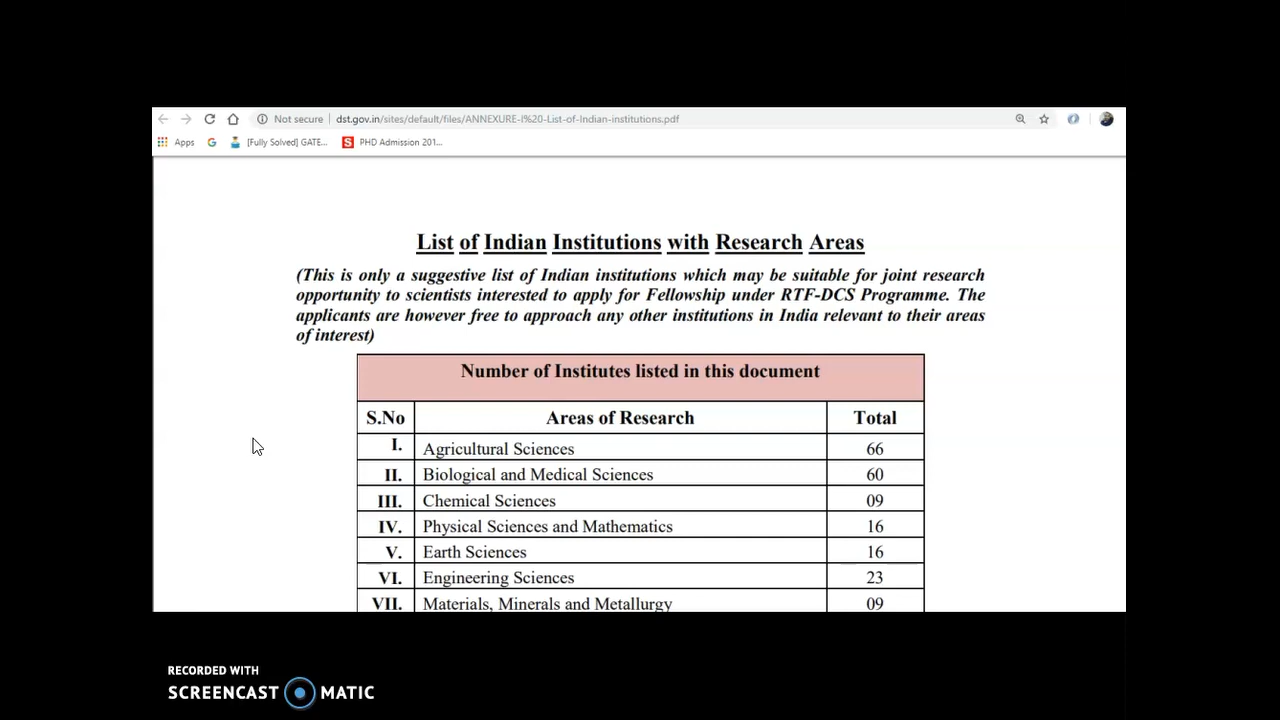 Not secure | dst.gov.in/sites/default/files/ANNEXURE-I%20-List-of-Indian-institutions.pdf
Apps [Fully Solved] GATE... S PHD Admission 201...
List of Indian Institutions with Research Areas
(This is only a suggestive list of Indian institutions which may be suitable for joint research
opportunity to scientists interested to apply for Fellowship under RTF-DCS Programme. The
applicants are however free to approach any other institutions in India relevant to their areas
of interest)
Number of Institutes listed in this document
S.No Areas of Research Total
I. Agricultural Sciences 66
II. Biological and Medical Sciences 60
III. Chemical Sciences 09
IV. Physical Sciences and Mathematics 16
V. Earth Sciences 16
VI. Engineering Sciences 23
VII. Materials, Minerals and Metallurgy 09
RECORDED WITH
SCREENCAST MATIC